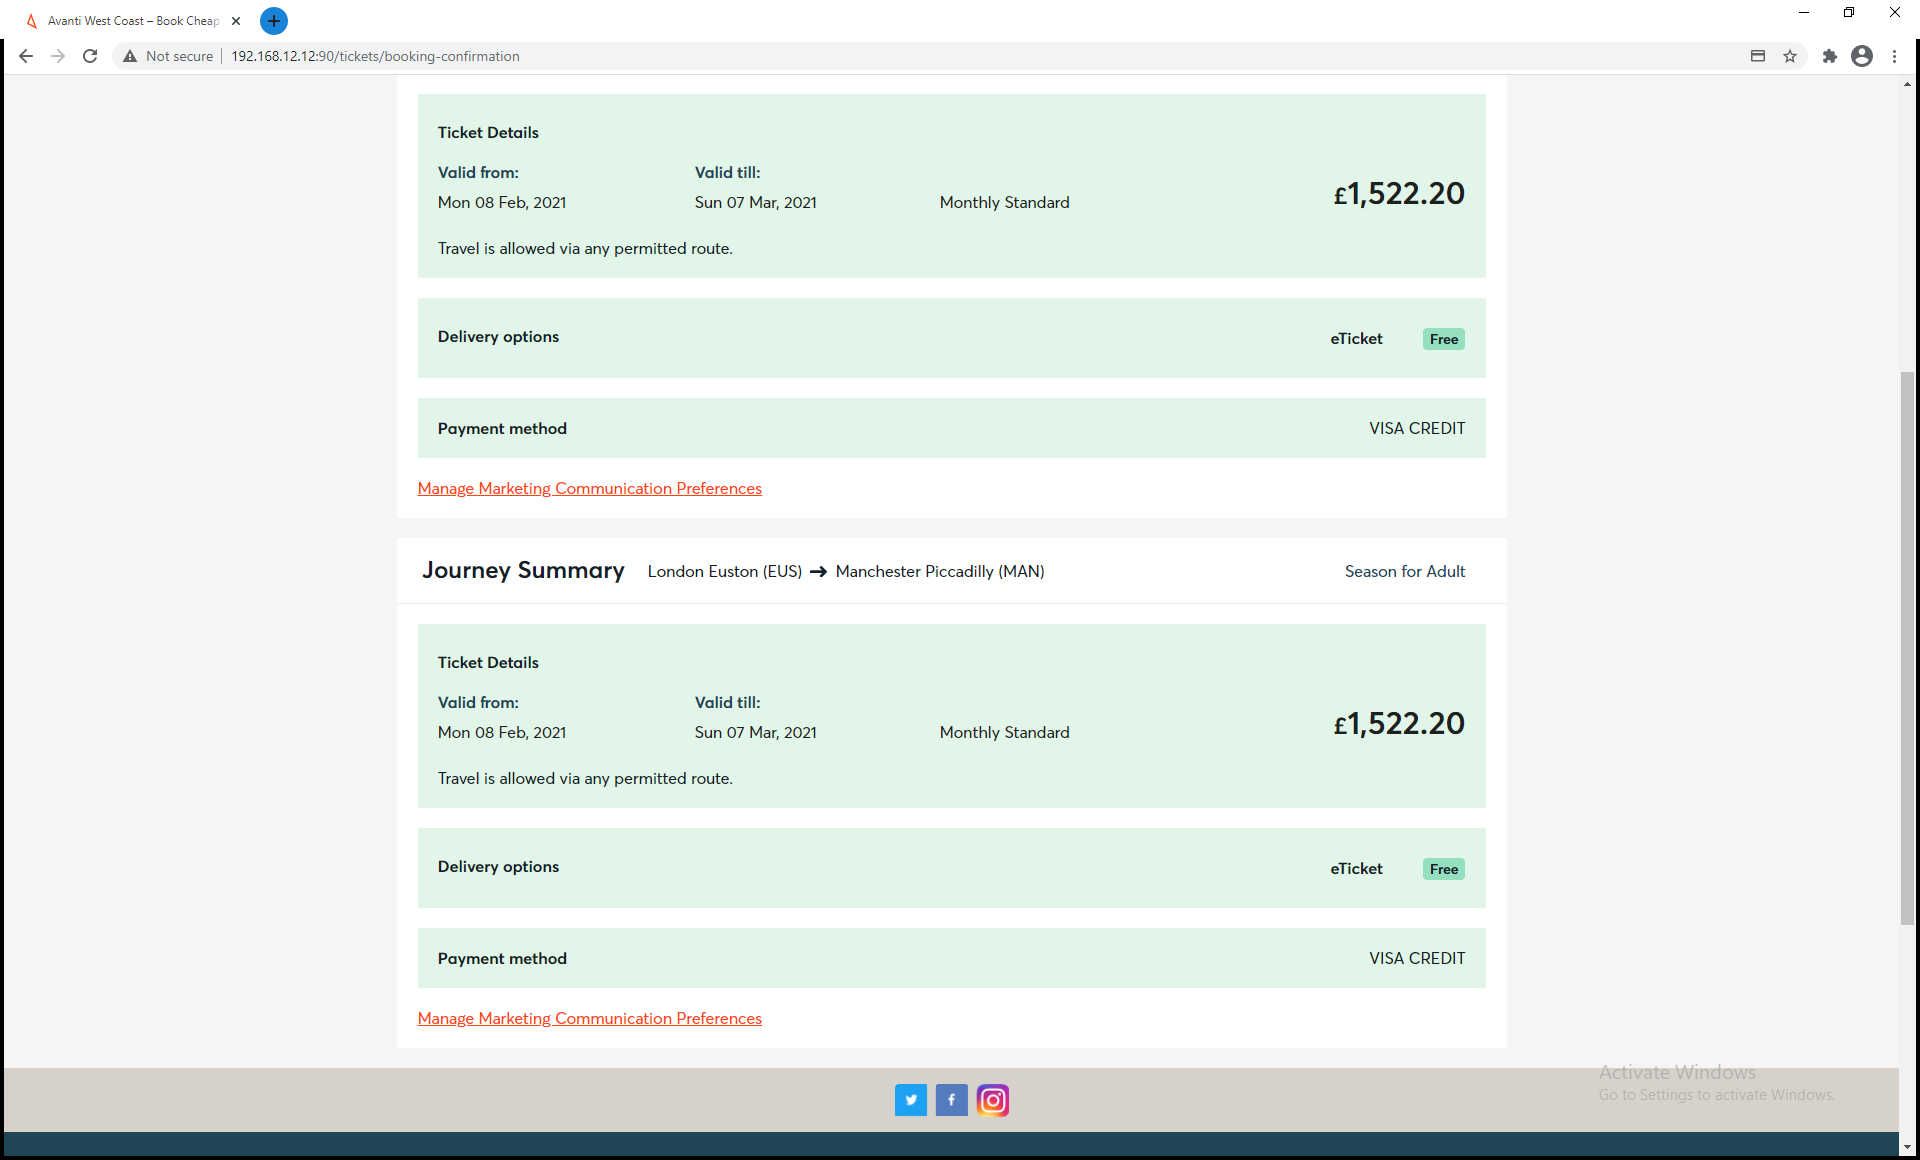 Avanti West Coast – Book Cheap
Not secure 192.168.12.12:90/tickets/booking-confirmation
Ticket Details
Valid from: Valid till:
Mon 08 Feb, 2021 Sun 07 Mar, 2021 Monthly Standard £1,522.20
Travel is allowed via any permitted route.
Delivery options eTicket Free
Payment method VISA CREDIT
Manage Marketing Communication Preferences
Journey Summary London Euston (EUS) → Manchester Piccadilly (MAN) Season for Adult
Ticket Details
Valid from: Valid till:
Mon 08 Feb, 2021 Sun 07 Mar, 2021 Monthly Standard £1,522.20
Travel is allowed via any permitted route.
Delivery options eTicket Free
Payment method VISA CREDIT
Manage Marketing Communication Preferences
Activate Windows
Go to Settings to activate Windows.